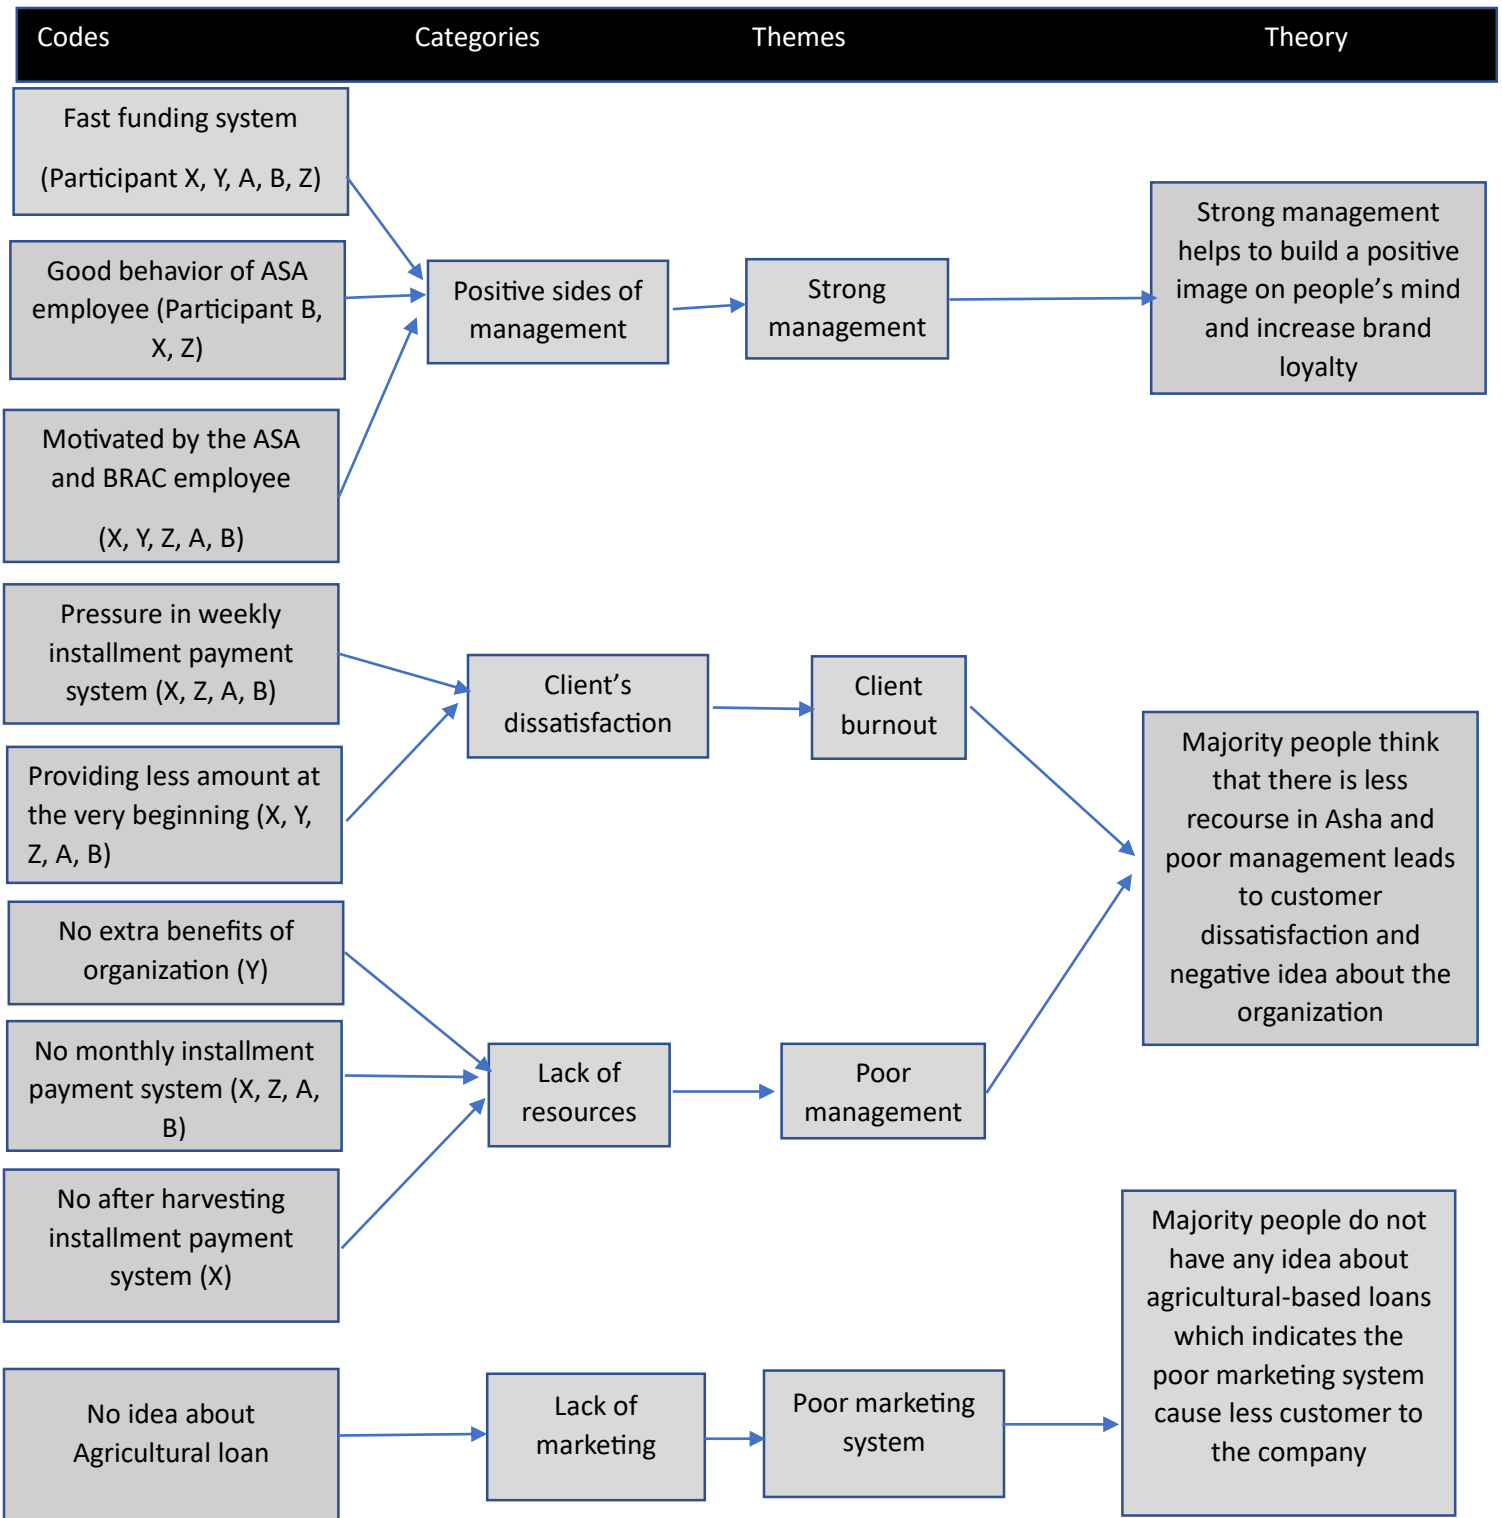 Codes
Categories
Themes
Theory
Fast funding system
(Participant X, Y, A, B, Z)
Good behavior of ASA
employee (Participant B,
X, Z)
Motivated by the ASA
and BRAC employee
(X, Y, Z, A, B)
Positive sides of
management
Strong
management
Strong management
helps to build a positive
image on people’s mind
and increase brand
loyalty
Pressure in weekly
installment payment
system (X, Z, A, B)
Providing less amount at
the very beginning (X, Y,
Z, A, B)
Client’s
dissatisfaction
Client
burnout
No extra benefits of
organization (Y)
No monthly installment
payment system (X, Z, A,
B)
No after harvesting
installment payment
system (X)
Lack of
resources
Poor
management
Majority people think
that there is less
recourse in Asha and
poor management leads
to customer
dissatisfaction and
negative idea about the
organization
No idea about
Agricultural loan
Lack of
marketing
Poor marketing
system
Majority people do not
have any idea about
agricultural-based loans
which indicates the
poor marketing system
cause less customer to
the company